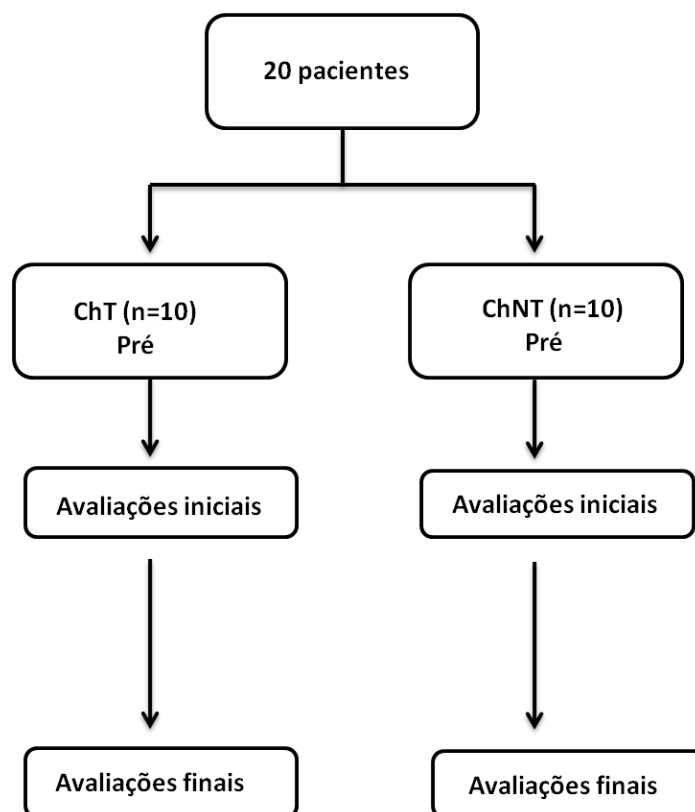 20 pacientes
ChT (n=10)
Pré
ChNT (n=10)
Pré
Avaliações iniciais
Avaliações iniciais
Avaliações finais
Avaliações finais